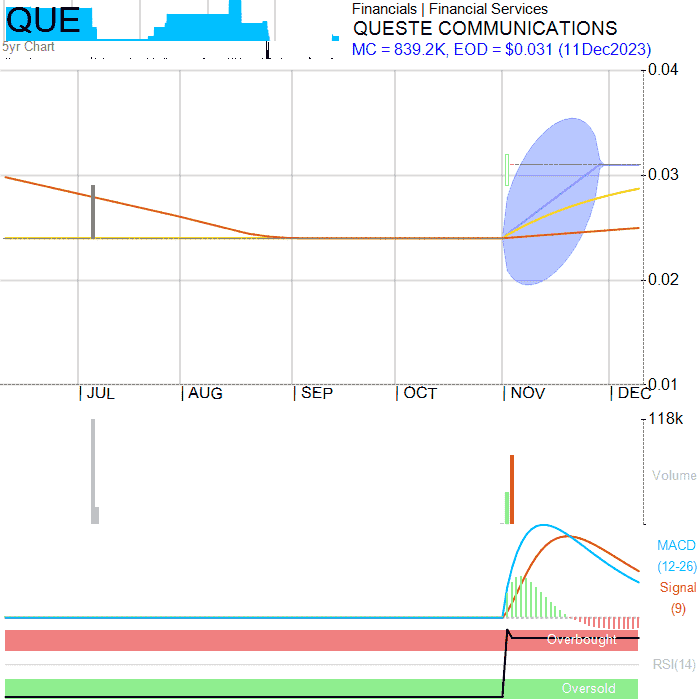 QUE
5yr Chart
Financials | Financial Services
QUESTE COMMUNICATIONS
MC = 839.2K, EOD = $0.031 (11Dec2023)
0.04
0.03
0.02
0.01
| JUL | AUG | SEP | OCT | NOV | DEC
118k
Volume
MACD
(12-26)
Signal
(9)
Overbought
RSI(14)
Oversold